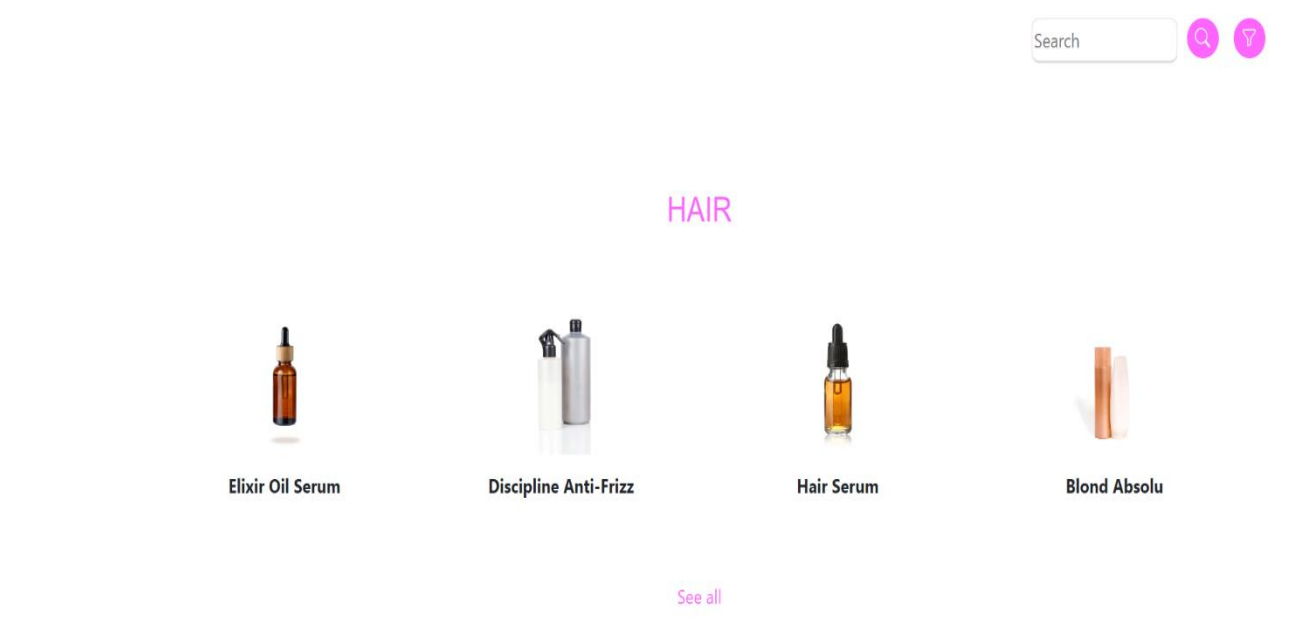 Search
HAIR
Elixir Oil Serum
Discipline Anti-Frizz
Hair Serum
Blond Absolu
See all